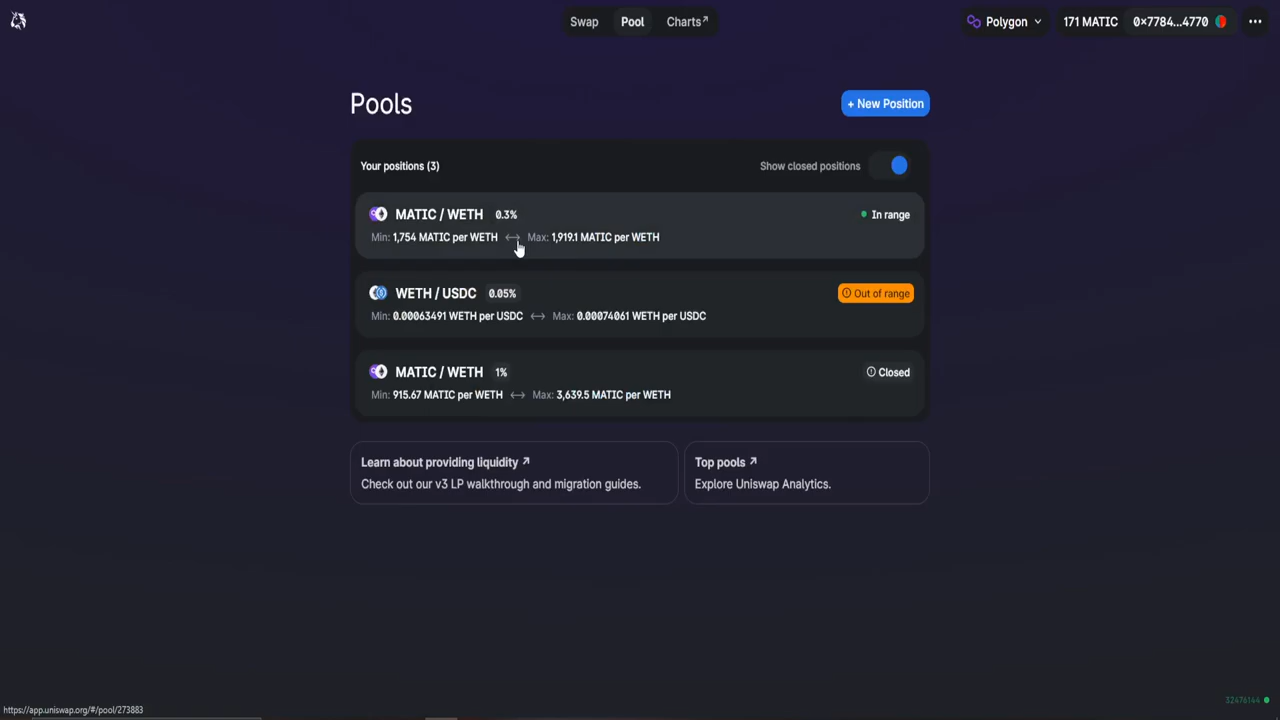 Swap Pool Charts↗ Polygon 171 MATIC 0×7784...4770 ...
Pools + New Position
Your positions (3) Show closed positions
MATIC / WETH 0.3% In range
Min: 1,754 MATIC per WETH ↔ Max: 1,919.1 MATIC per WETH
WETH / USDC 0.05% Out of range
Min: 0.00063491 WETH per USDC ↔ Max: 0.00074061 WETH per USDC
MATIC / WETH 1% Closed
Min: 915.67 MATIC per WETH ↔ Max: 3,639.5 MATIC per WETH
Learn about providing liquidity ↗ Top pools ↗
Check out our v3 LP walkthrough and migration guides. Explore Uniswap Analytics.
32476144
https://app.uniswap.org/#/pool/273883